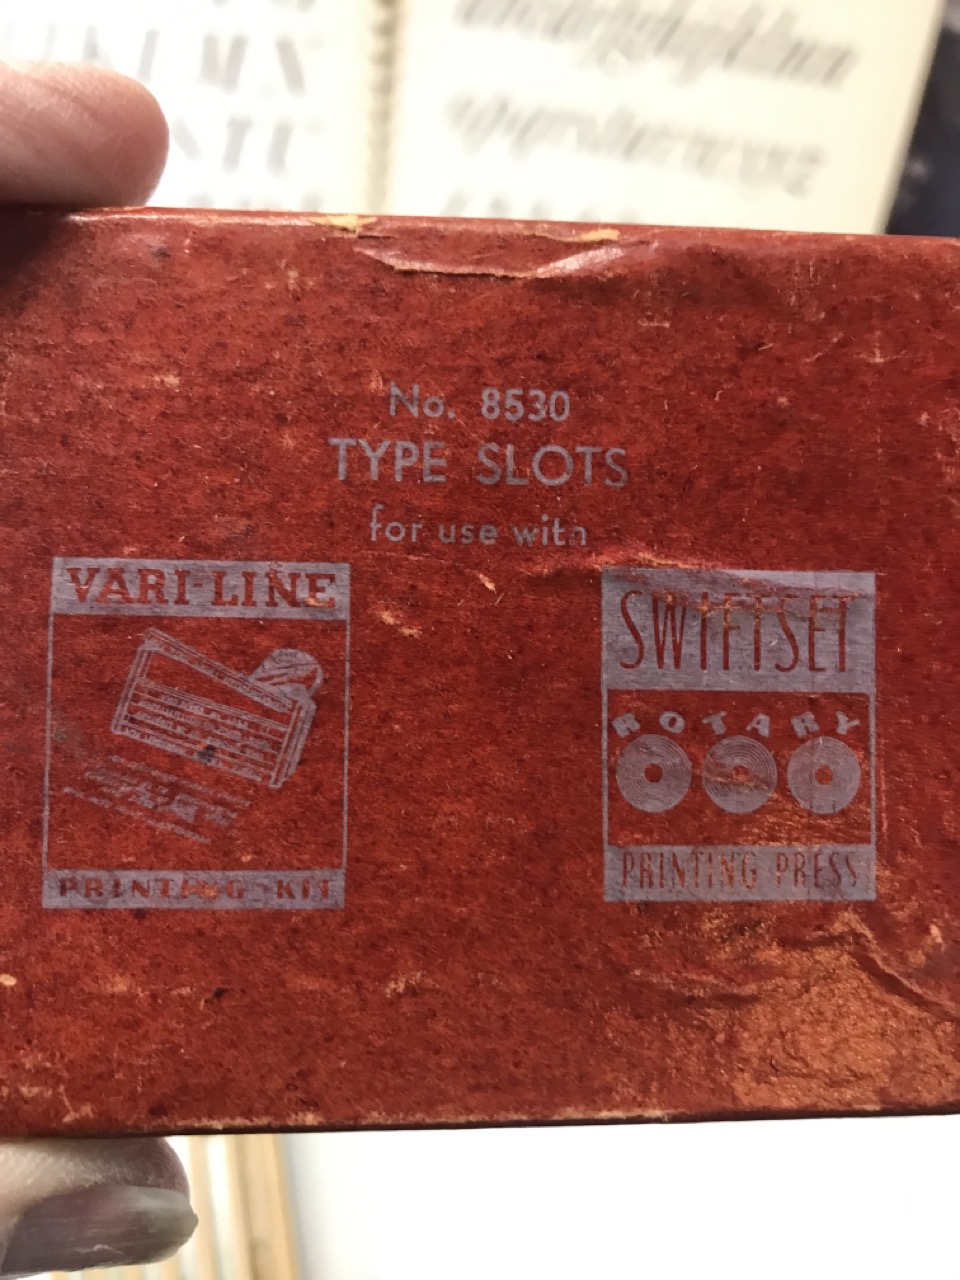 No. 8530
TYPE SLOTS
for use with
VARI-LINE
PRINTING KIT
SWIFTSET
ROTARY
PRINTING PRESS